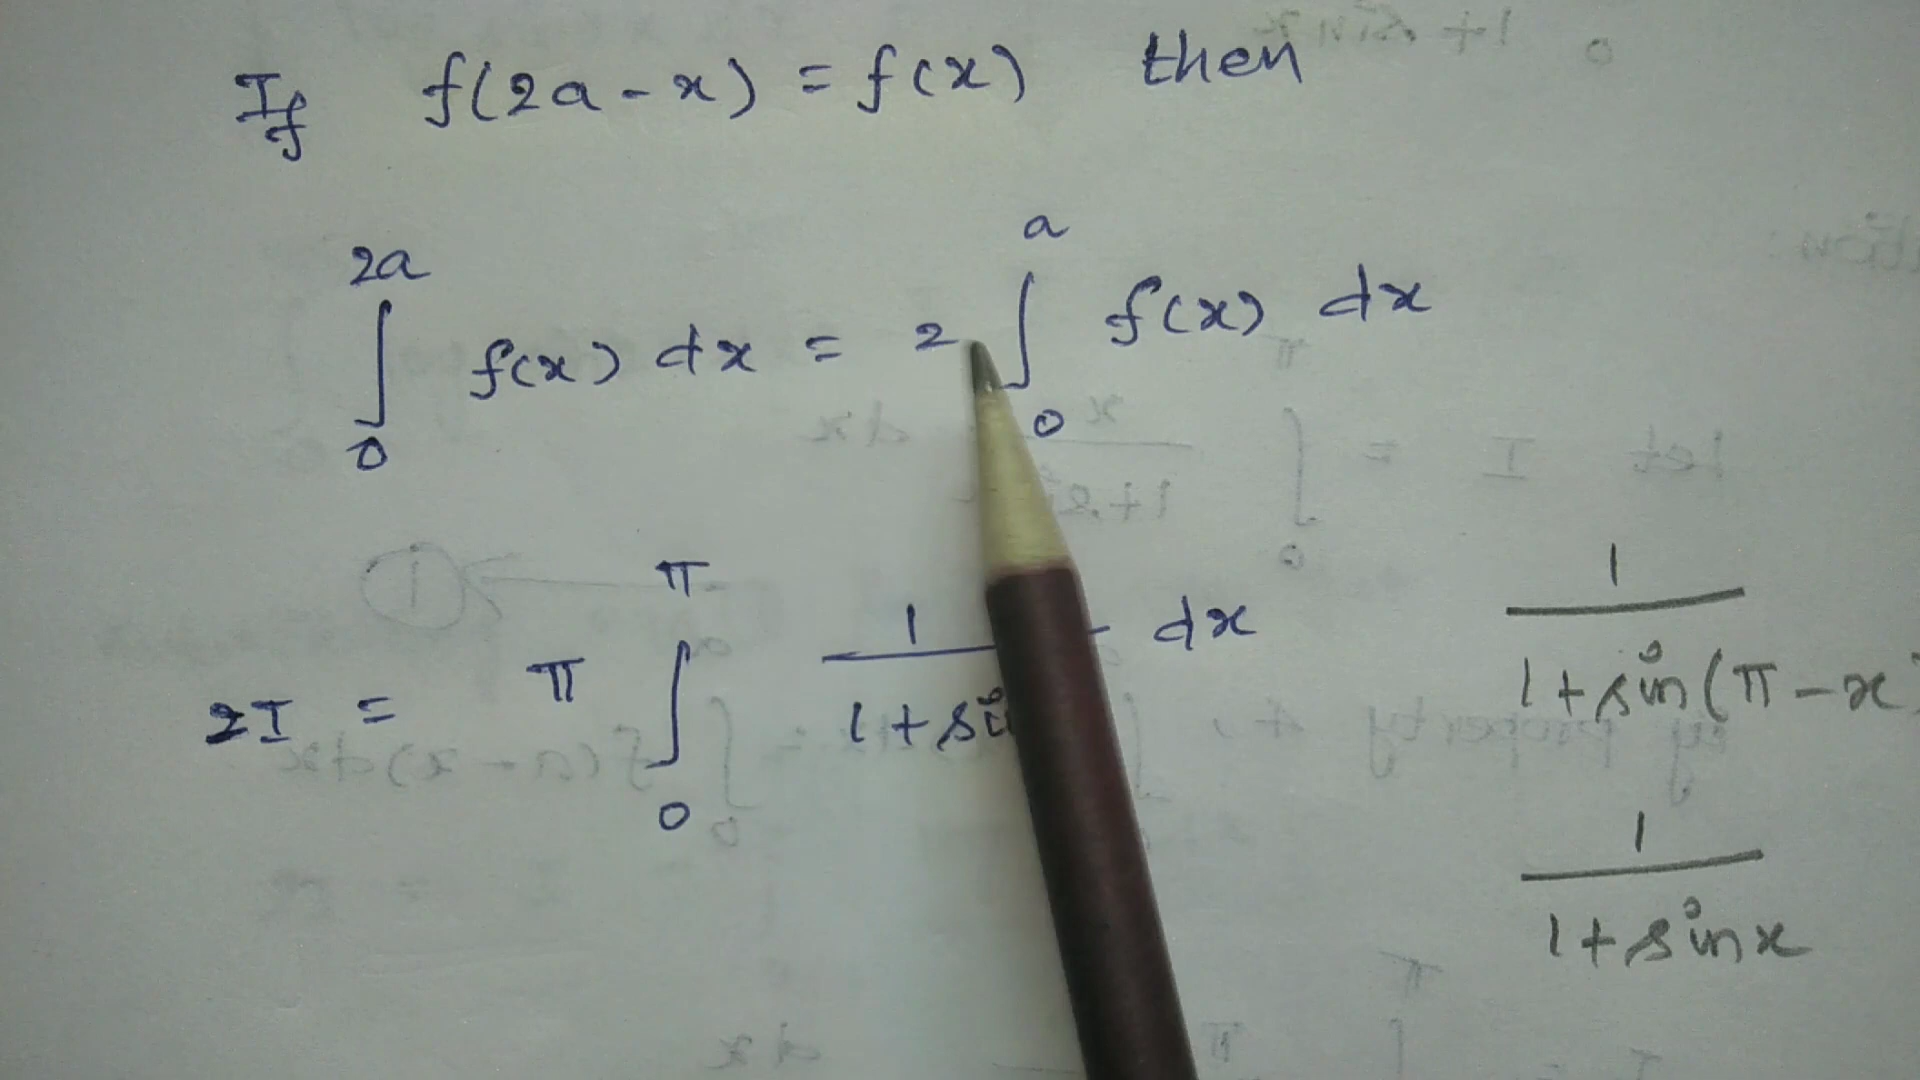 If f(2a-x) = f(x) then
2a
∫ f(x) dx = 2 ∫ f(x) dx
0
a
0
π
2I = π ∫ 1/(1+sin dx
0
1/(1+sin(π-x)
1/(1+sinx